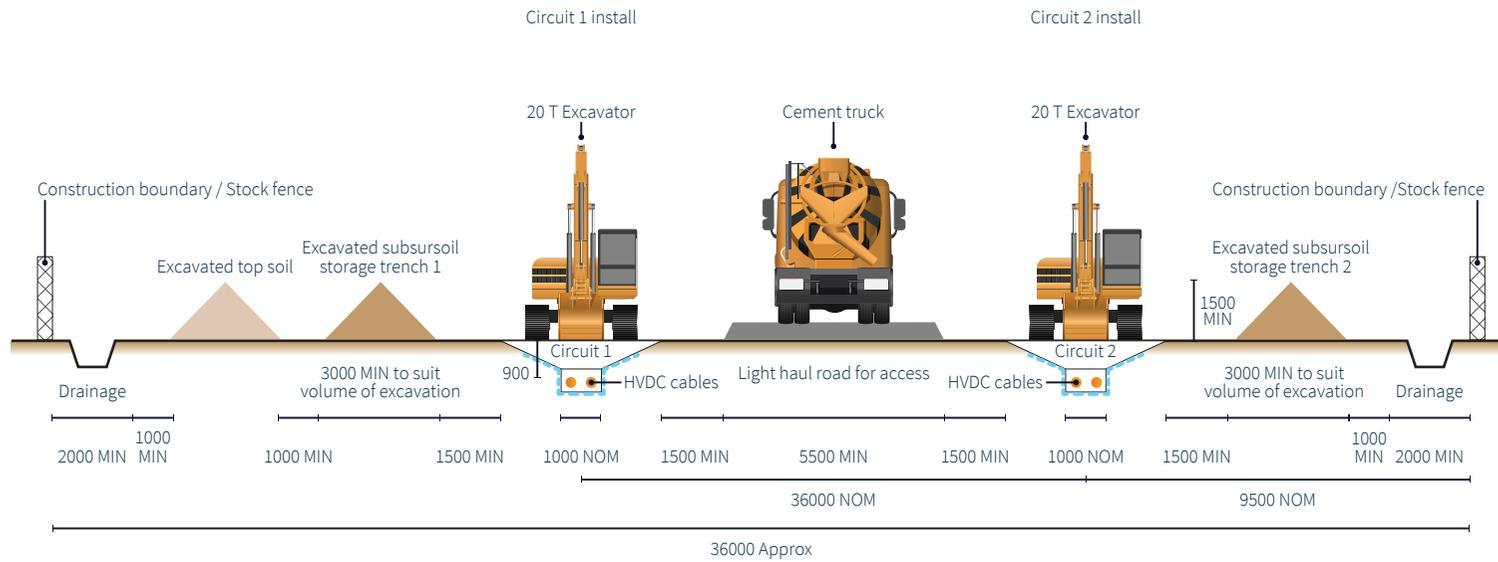 Circuit 1 install
Circuit 2 install
20 T Excavator
Cement truck
20 T Excavator
Construction boundary / Stock fence
Construction boundary /Stock fence
Excavated top soil
Excavated subsursoil
storage trench 1
Excavated subsursoil
storage trench 2
1500
MIN
Circuit 1
Circuit 2
900
HVDC cables
Light haul road for access
HVDC cables
Drainage
3000 MIN to suit
volume of excavation
3000 MIN to suit
volume of excavation
Drainage
2000 MIN
1000
MIN
1000 MIN
1500 MIN
1000 NOM
1500 MIN
5500 MIN
1500 MIN
1000 NOM
1500 MIN
1000
MIN
2000 MIN
36000 NOM
9500 NOM
36000 Approx